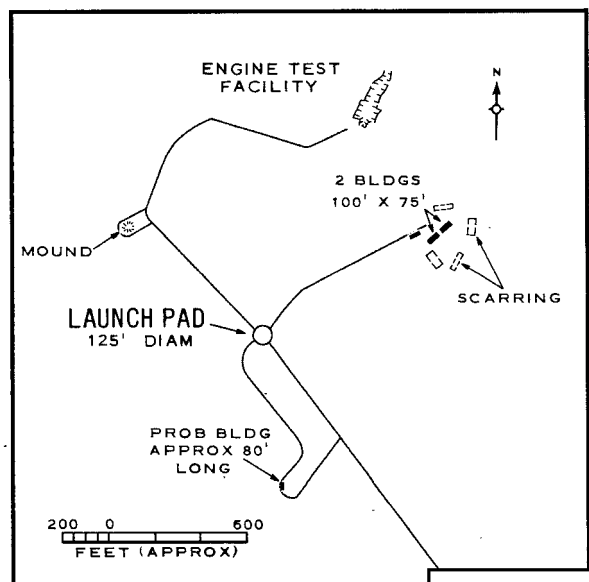 ENGINE TEST
FACILITY
N
2 BLDGS
100' X 75'
MOUND
SCARRING
LAUNCH PAD
125' DIAM
PROB BLDG
APPROX 80'
LONG
200 0 600
FEET (APPROX)